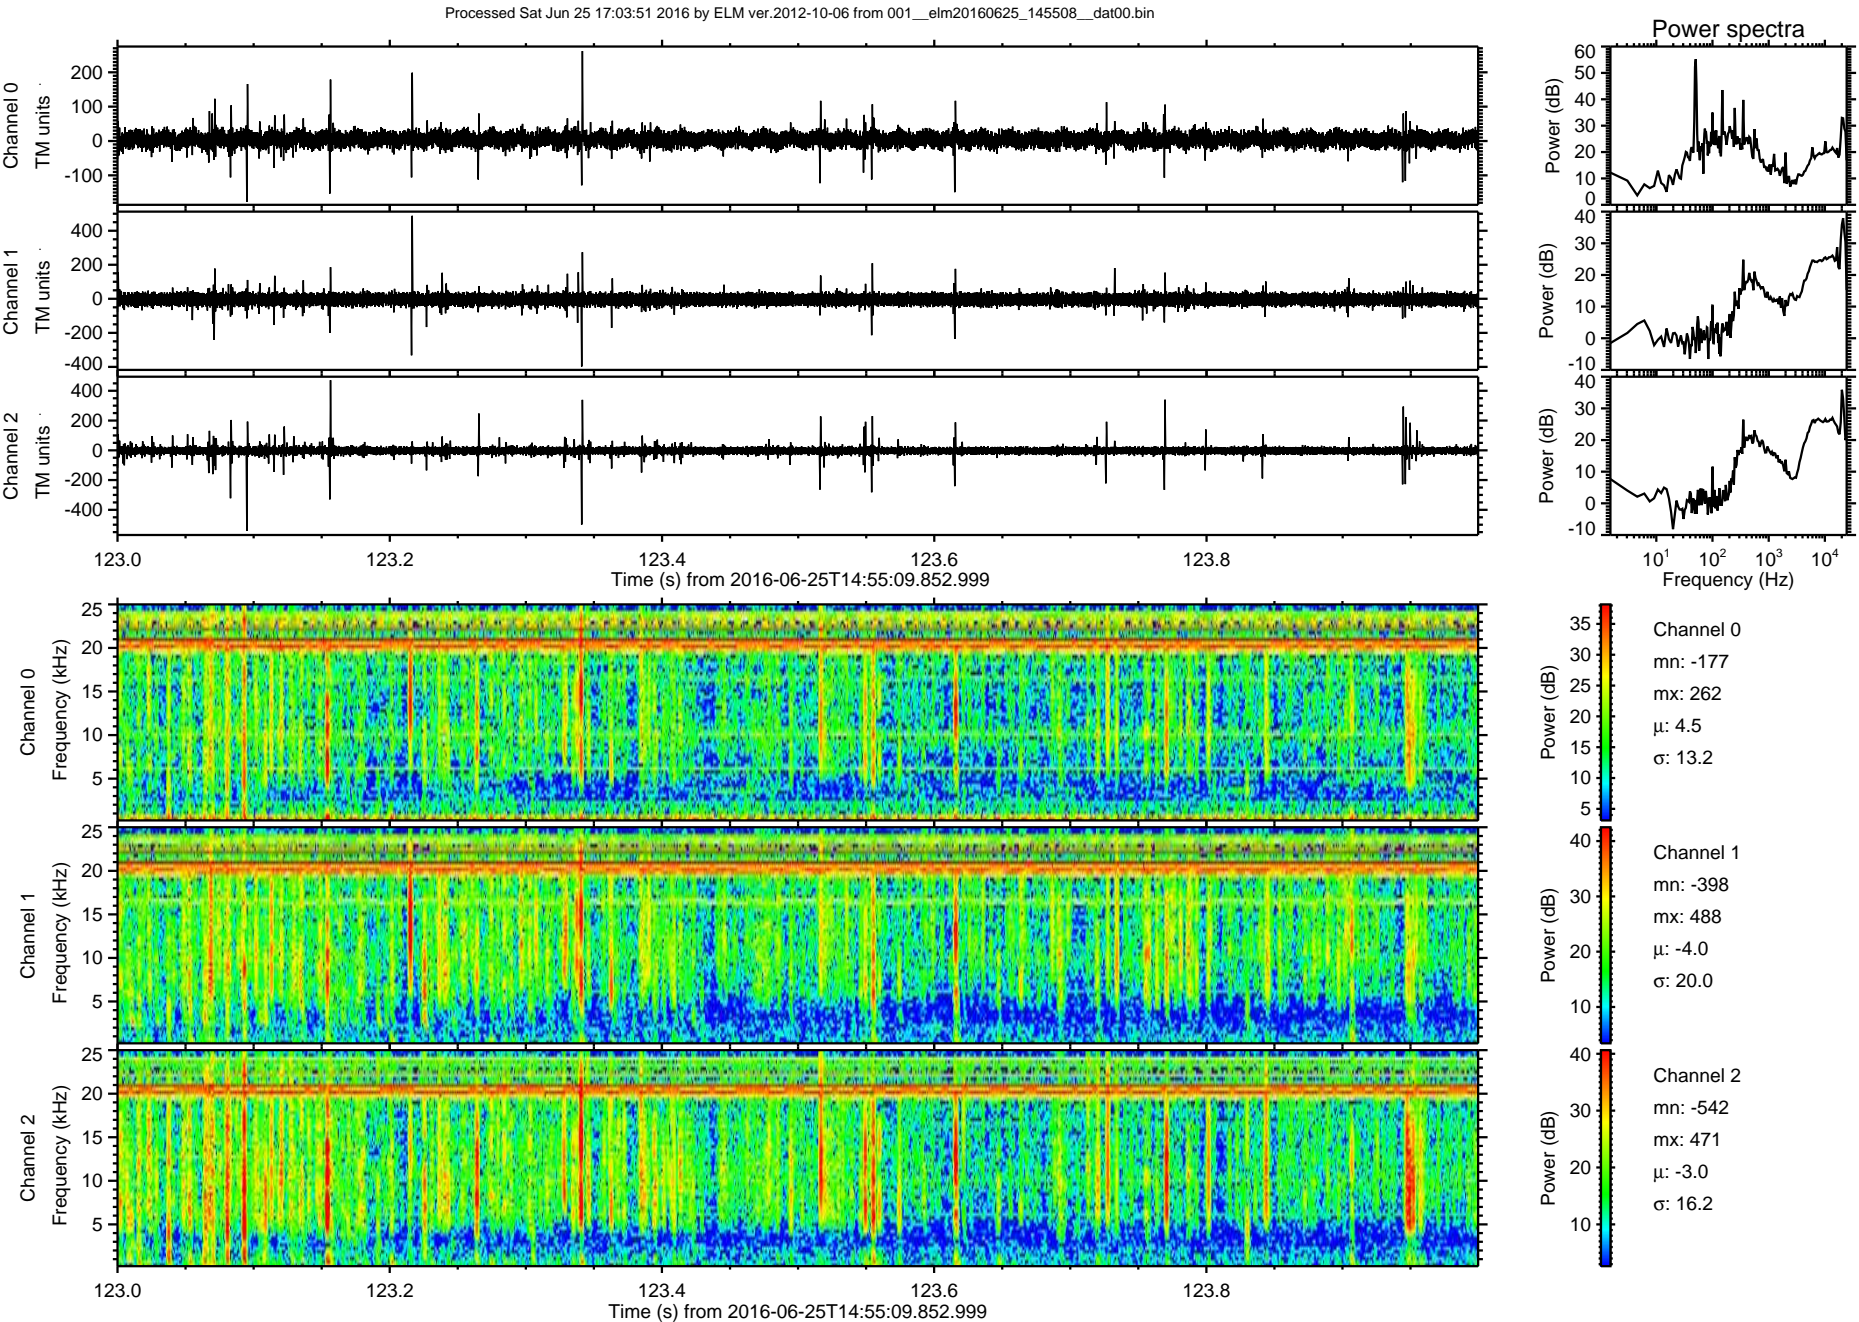 Processed Sat Jun 25 17:03:51 2016 by ELM ver.2012-10-06 from 001__elm20160625_145508__dat00.bin
Power spectra
Channel 0
TM units
200
100
0
-100
Power (dB)
60
50
40
30
20
10
0
Channel 1
TM units
400
200
0
-200
-400
Power (dB)
40
30
20
10
0
-10
Channel 2
TM units
400
200
0
-200
-400
Power (dB)
40
30
20
10
0
-10
123.0 123.2 123.4 123.6 123.8
Time (s) from 2016-06-25T14:55:09.852.999
10^1 10^2 10^3 10^4
Frequency (Hz)
Channel 0
Frequency (kHz)
25
20
15
10
5
Power (dB)
35
30
25
20
15
10
5
Channel 0
mn: -177
mx: 262
μ: 4.5
σ: 13.2
Channel 1
Frequency (kHz)
25
20
15
10
5
Power (dB)
40
30
20
10
Channel 1
mn: -398
mx: 488
μ: -4.0
σ: 20.0
Channel 2
Frequency (kHz)
25
20
15
10
5
Power (dB)
40
30
20
10
Channel 2
mn: -542
mx: 471
μ: -3.0
σ: 16.2
123.0 123.2 123.4 123.6 123.8
Time (s) from 2016-06-25T14:55:09.852.999